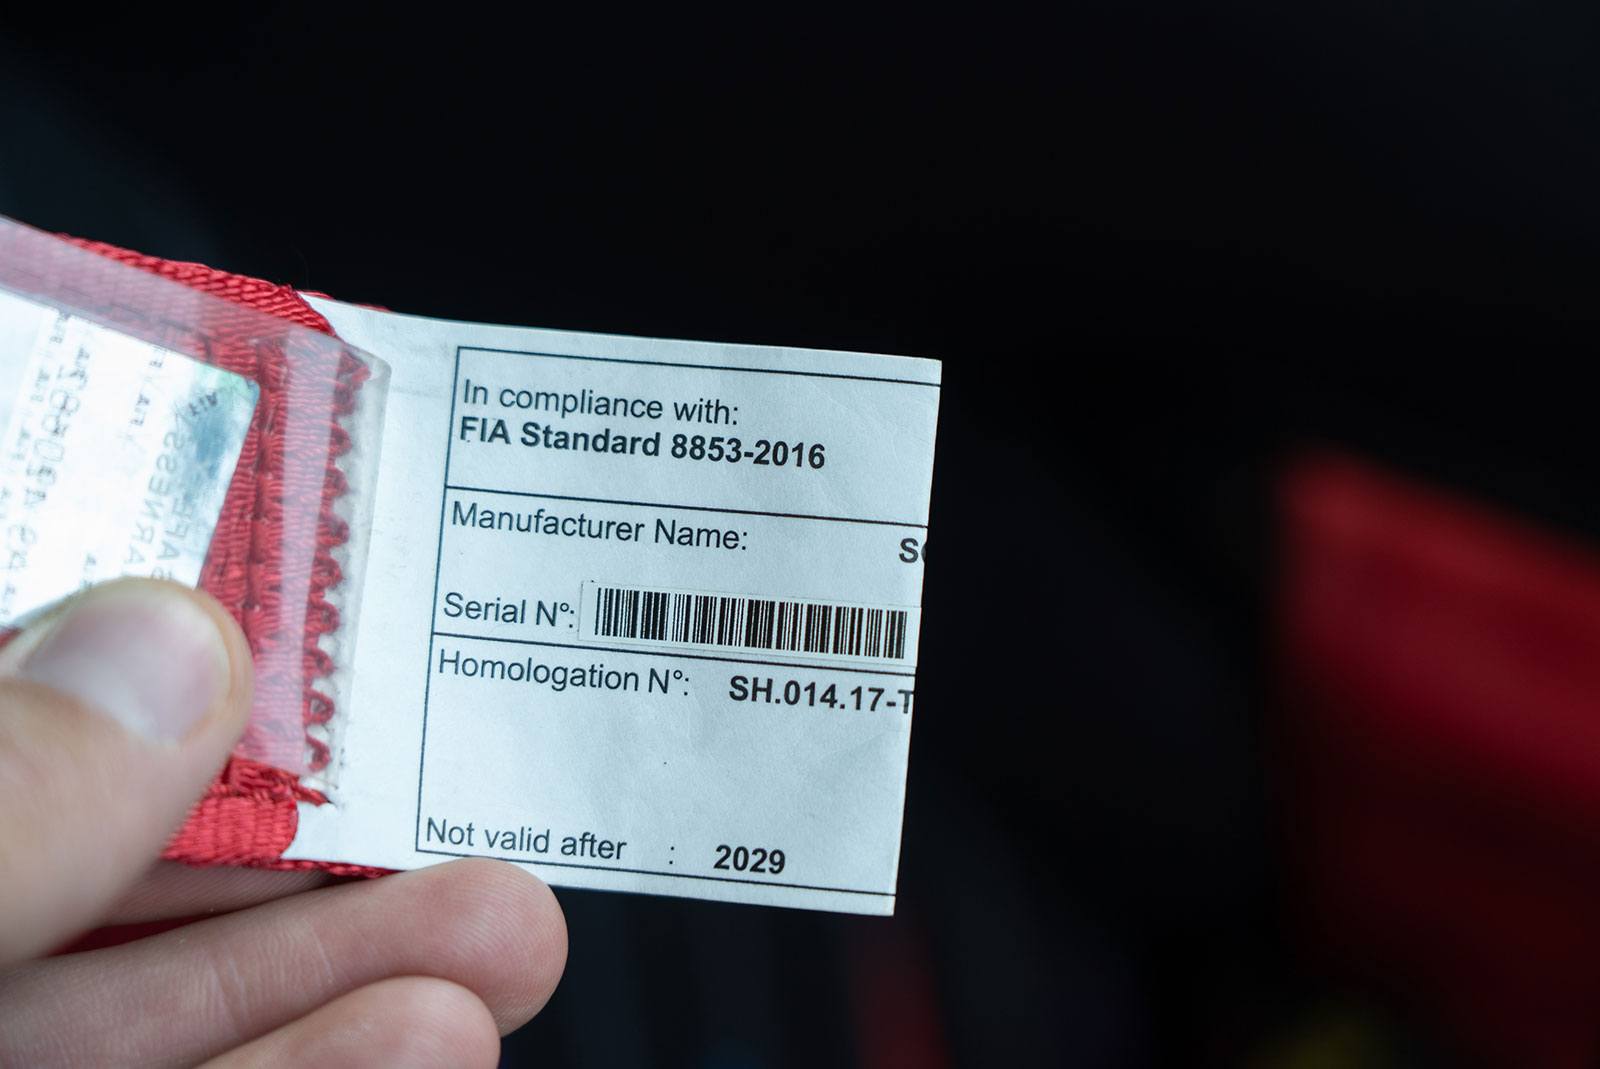 In compliance with:
FIA Standard 8853-2016
Manufacturer Name:
Serial N°:
Homologation N°: SH.014.17-T
Not valid after : 2029